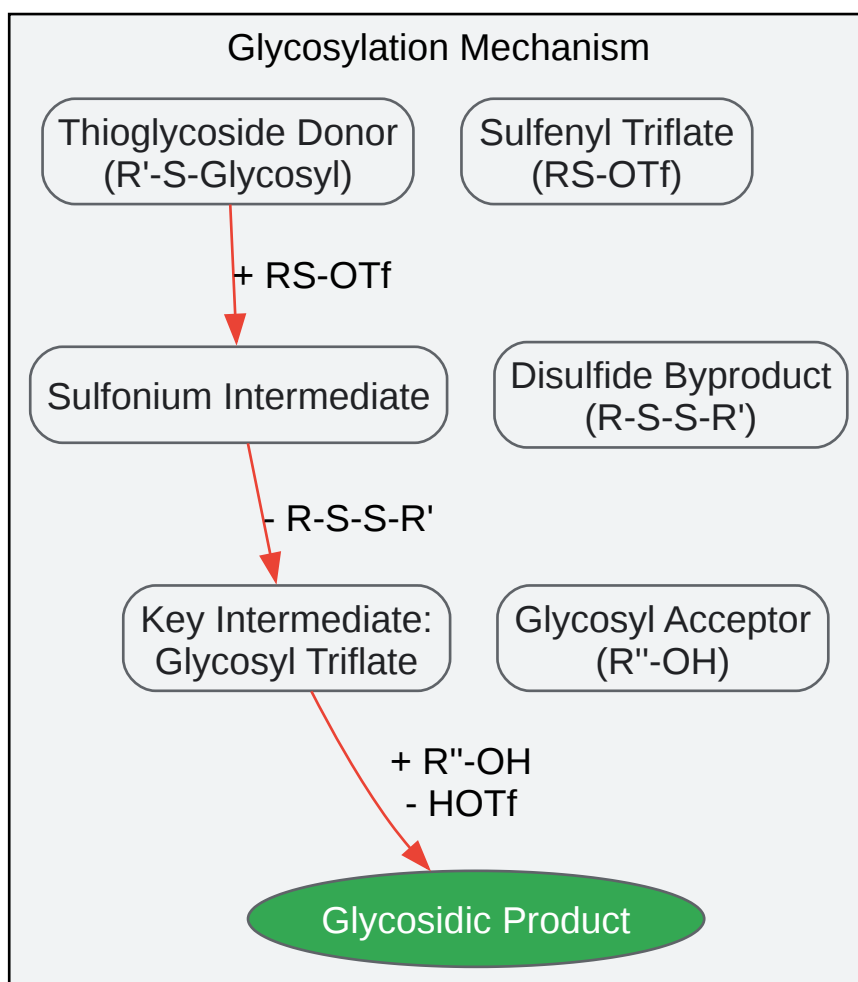 Glycosylation Mechanism
Thioglycoside Donor
(R'-S-Glycosyl)
Sulfenyl Triflate
(RS-OTf)
+ RS-OTf
Sulfonium Intermediate
Disulfide Byproduct
(R-S-S-R')
- R-S-S-R'
Key Intermediate:
Glycosyl Triflate
Glycosyl Acceptor
(R''-OH)
+ R''-OH
- HOTf
Glycosidic Product